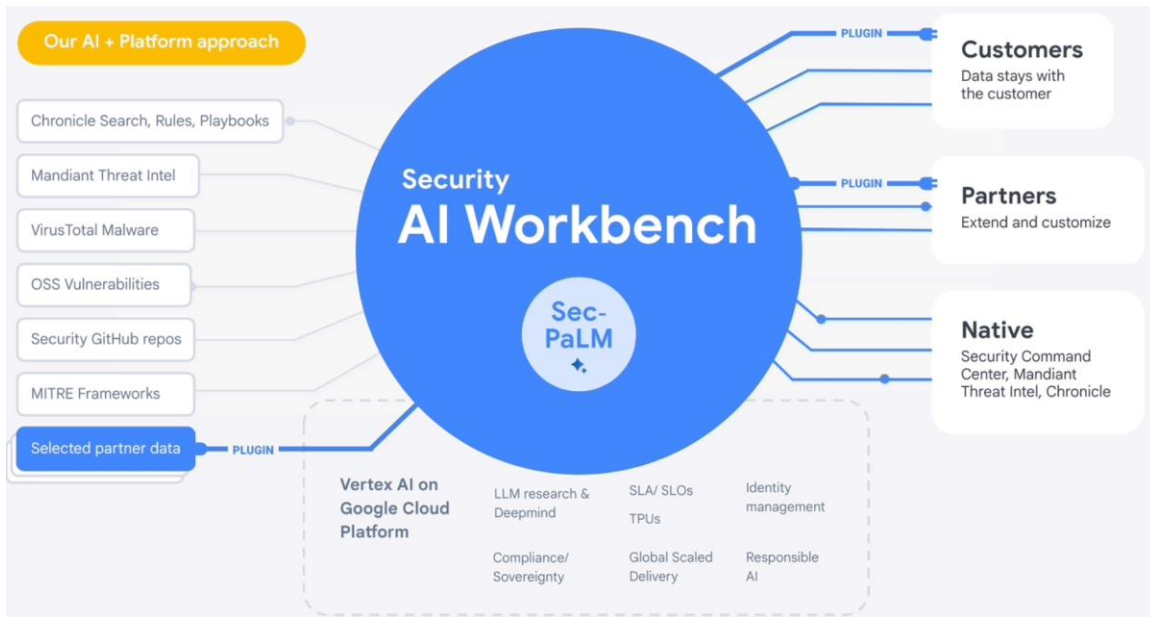 Our AI + Platform approach
Chronicle Search, Rules, Playbooks
Mandiant Threat Intel
VirusTotal Malware
OSS Vulnerabilities
Security GitHub repos
MITRE Frameworks
Selected partner data
PLUGIN
Security
AI Workbench
Sec-
PaLM
PLUGIN
Customers
Data stays with
the customer
PLUGIN
Partners
Extend and customize
Native
Security Command
Center, Mandiant
Threat Intel, Chronicle
Vertex AI on
Google Cloud
Platform
LLM research &
Deepmind
SLA/ SLOs
TPUs
Identity
management
Compliance/
Sovereignty
Global Scaled
Delivery
Responsible
AI